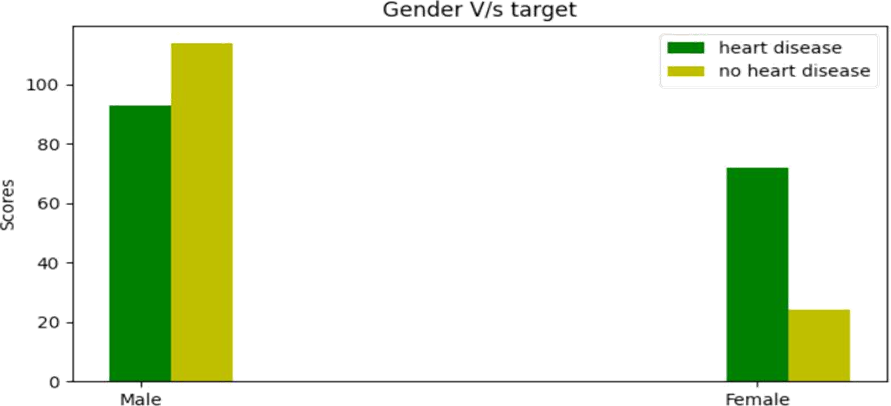 Gender V/s target
heart disease
no heart disease
Scores
100
80
60
40
20
0
Male
Female